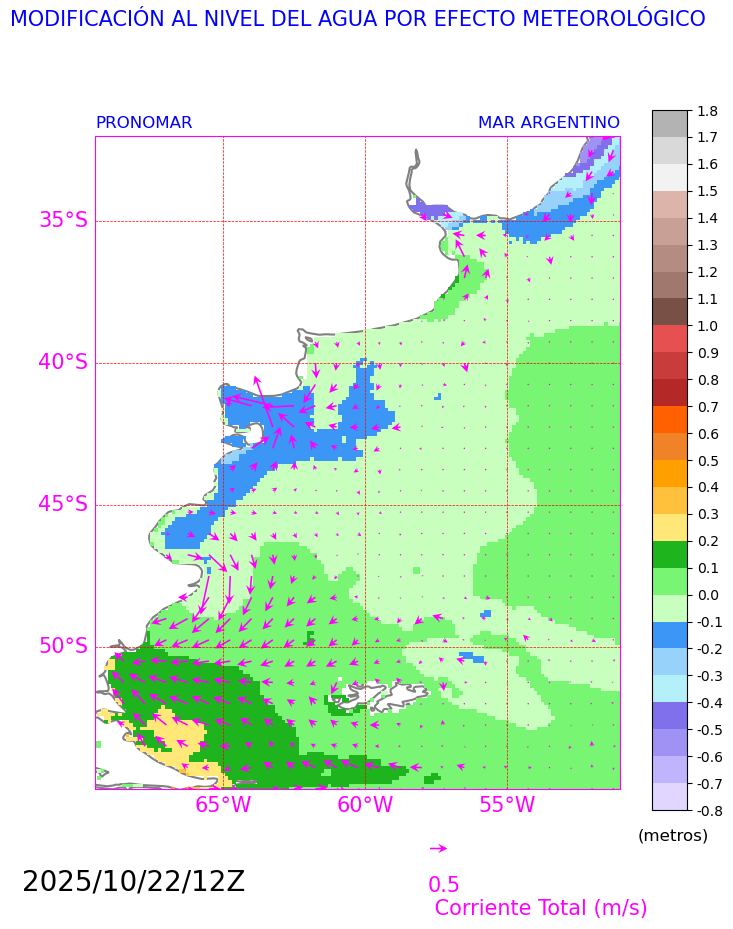 MODIFICACIÓN AL NIVEL DEL AGUA POR EFECTO METEOROLÓGICO
PRONOMAR
MAR ARGENTINO
35°S
40°S
45°S
50°S
65°W
60°W
55°W
1.8
1.7
1.6
1.5
1.4
1.3
1.2
1.1
1.0
0.9
0.8
0.7
0.6
0.5
0.4
0.3
0.2
0.1
0.0
-0.1
-0.2
-0.3
-0.4
-0.5
-0.6
-0.7
-0.8
(metros)
2025/10/22/12Z
0.5
Corriente Total (m/s)